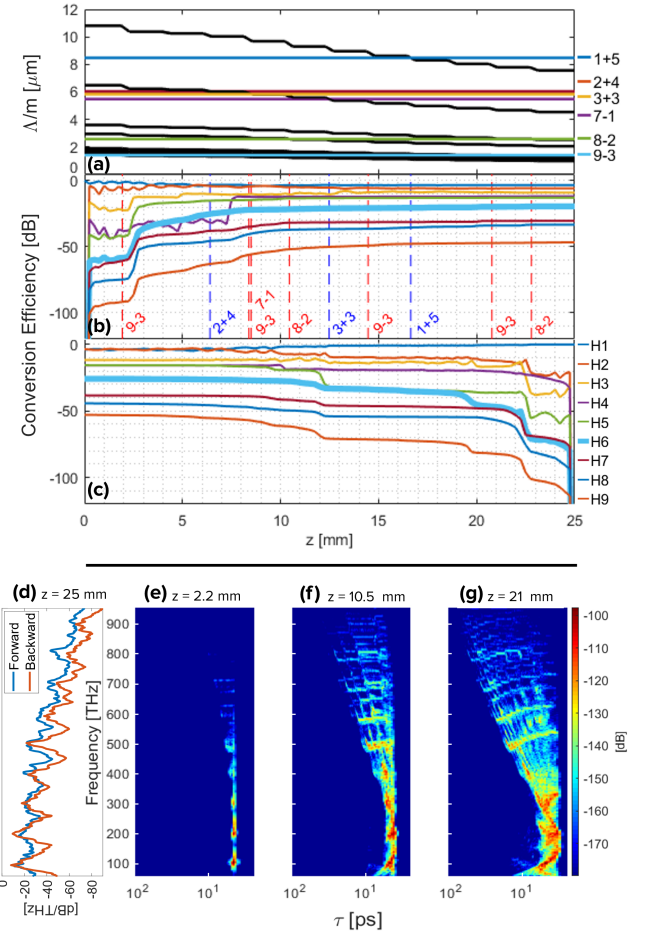 12
10
8
6
4
2
0
Λ/m [μm]
(a)
1+5
2+4
3+3
7-1
8-2
9-3
0
-50
-100
Conversion Efficiency [dB]
(b)
9-3
2+4
9-3
7-1
8-2
3+3
9-3
1+5
9-3
8-2
0
-50
-100
(c)
H1
H2
H3
H4
H5
H6
H7
H8
H9
0
5
10
15
20
25
z [mm]
(d) z = 25 mm
(e) z = 2.2 mm
(f) z = 10.5 mm
(g) z = 21 mm
Forward
Backward
0
-20
-40
-60
-80
dB/THz]
Frequency [THz]
900
800
700
600
500
400
300
200
100
10²
10¹
10²
10¹
10²
10¹
τ [ps]
-100
-110
-120
-130
-140
-150
-160
-170
[dB]